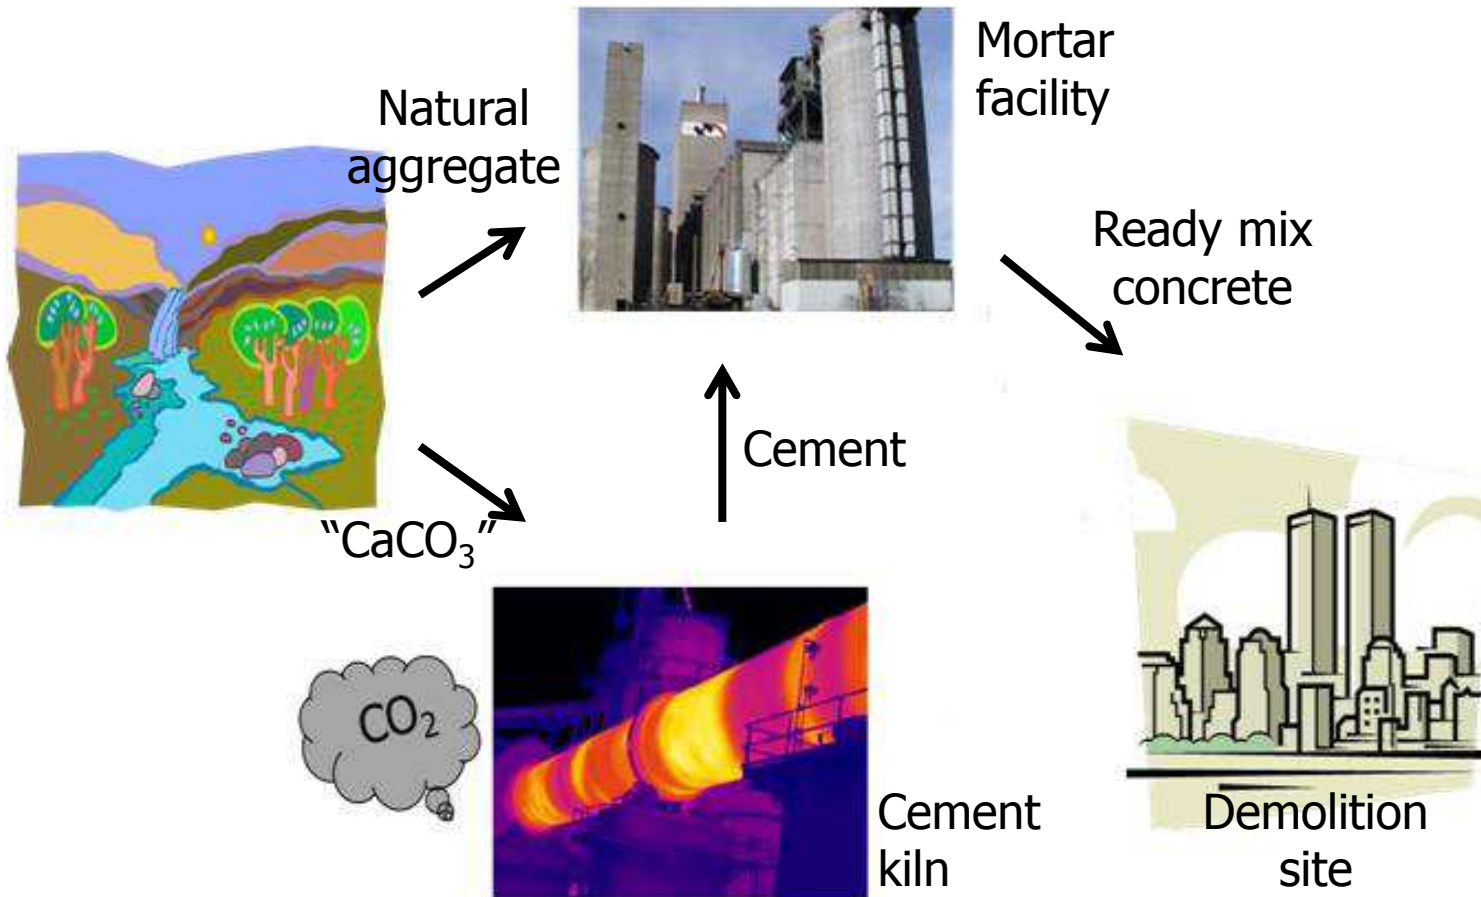 Mortar
facility
Natural
aggregate
Ready mix
concrete
Cement
“CaCO₃”
CO₂
Cement
kiln
Demolition
site